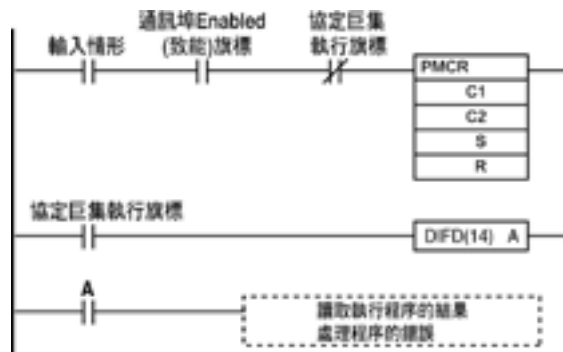 通訊埠Enabled
(致能)旗標
協定巨集
執行旗標
輸入情形
PMCR
C1
C2
S
R
協定巨集執行旗標
DIFD(14) A
A
讀取執行程序的結果
處理程序的錯誤